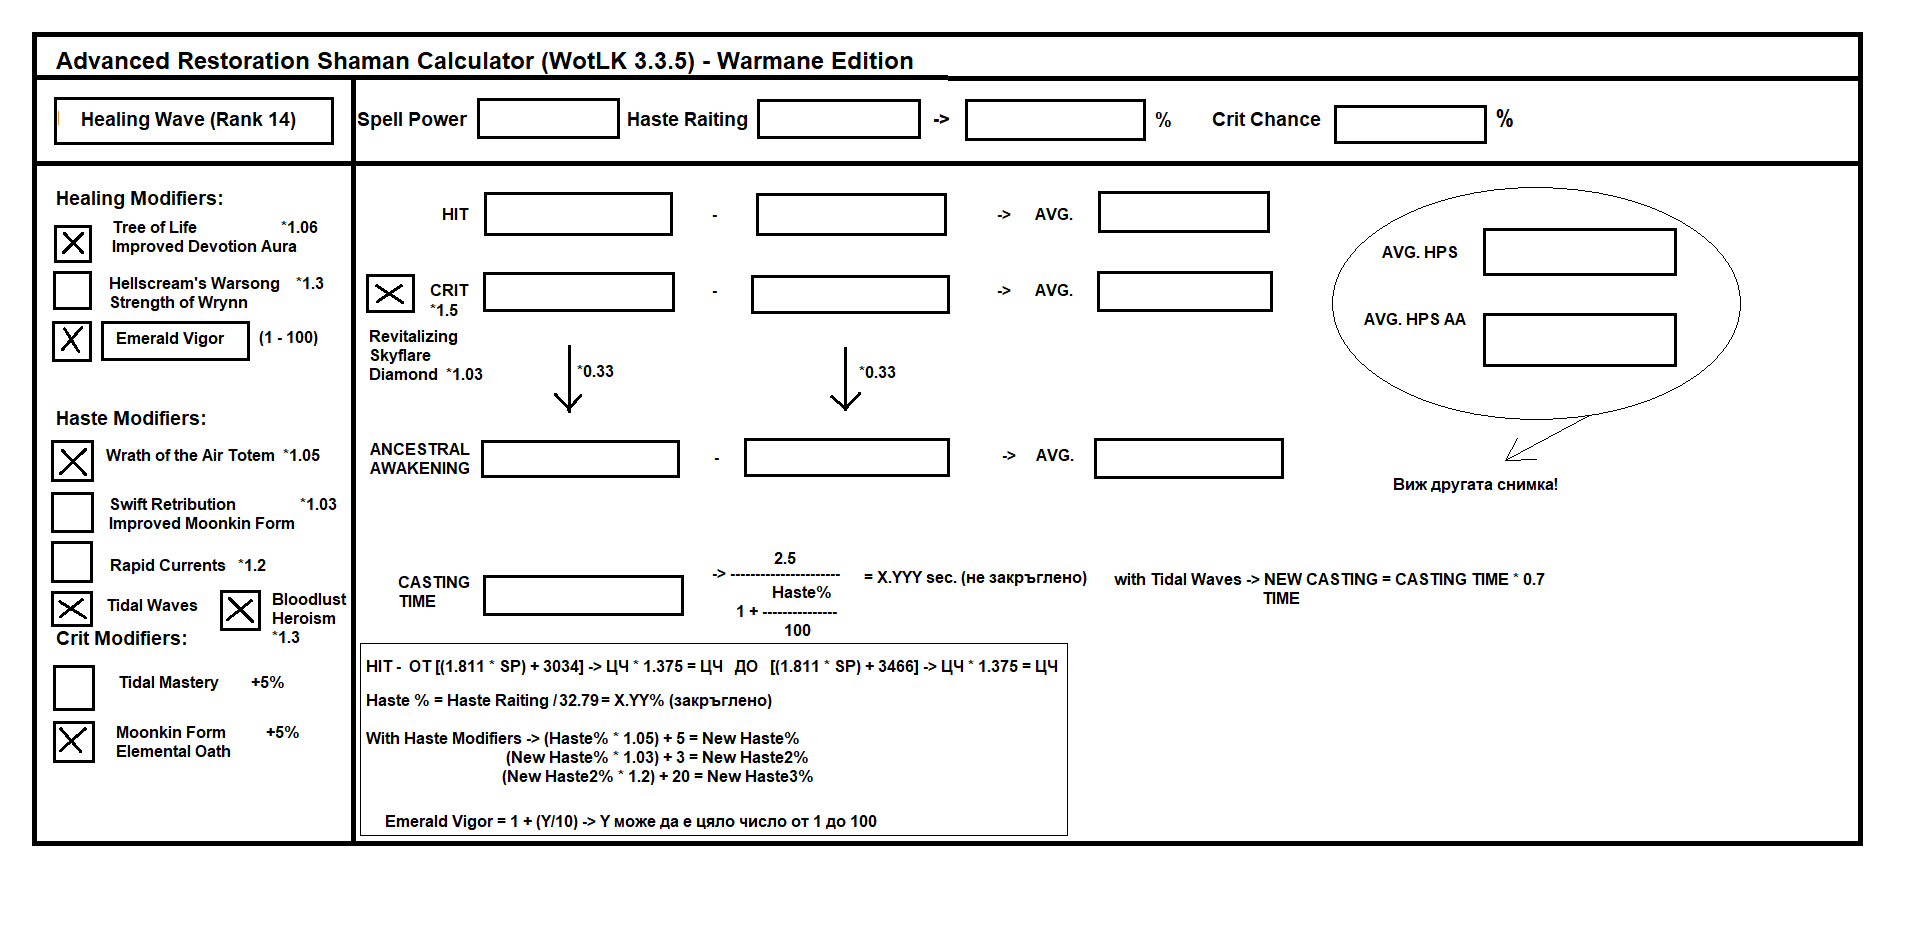 Advanced Restoration Shaman Calculator (WotLK 3.3.5) - Warmane Edition
Healing Wave (Rank 14)
Spell Power
Haste Raiting
->
%
Crit Chance
%
Healing Modifiers:
Tree of Life *1.06
Improved Devotion Aura
Hellscream's Warsong *1.3
Strength of Wrynn
Emerald Vigor (1 - 100)
Haste Modifiers:
Wrath of the Air Totem *1.05
Swift Retribution *1.03
Improved Moonkin Form
Rapid Currents *1.2
Tidal Waves
Bloodlust
Heroism
*1.3
Crit Modifiers:
Tidal Mastery +5%
Moonkin Form +5%
Elemental Oath
HIT - -> AVG.
CRIT - -> AVG.
*1.5
Revitalizing
Skyflare
Diamond *1.03
*0.33
*0.33
ANCESTRAL
AWAKENING - -> AVG.
AVG. HPS
AVG. HPS AA
Виж другата снимка!
CASTING
TIME
2.5
-> ----------------------
Haste%
1 + ---------------
100
= X.YYY sec. (не закръглено)
with Tidal Waves -> NEW CASTING = CASTING TIME * 0.7
TIME
HIT - ОТ [(1.811 * SP) + 3034] -> ЦЧ * 1.375 = ЦЧ ДО [(1.811 * SP) + 3466] -> ЦЧ * 1.375 = ЦЧ
Haste % = Haste Raiting / 32.79 = X.YY% (закръглено)
With Haste Modifiers -> (Haste% * 1.05) + 5 = New Haste%
(New Haste% * 1.03) + 3 = New Haste2%
(New Haste2% * 1.2) + 20 = New Haste3%
Emerald Vigor = 1 + (Y/10) -> Y може да е цяло число от 1 до 100